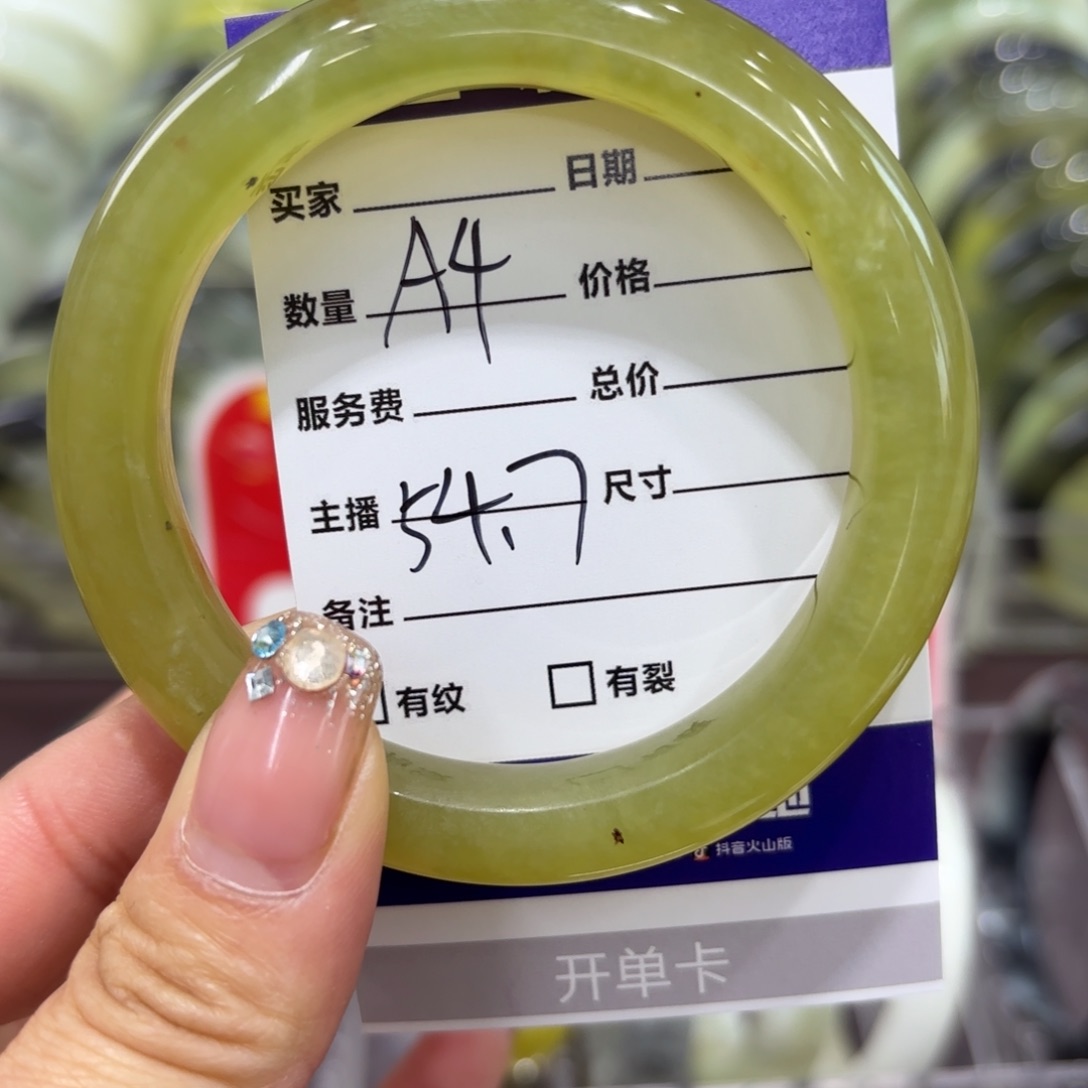 买家 日期
数量 A4 价格
服务费 总价
主播 54.7 尺寸
备注
有纹 有裂
抖音火山版
开单卡